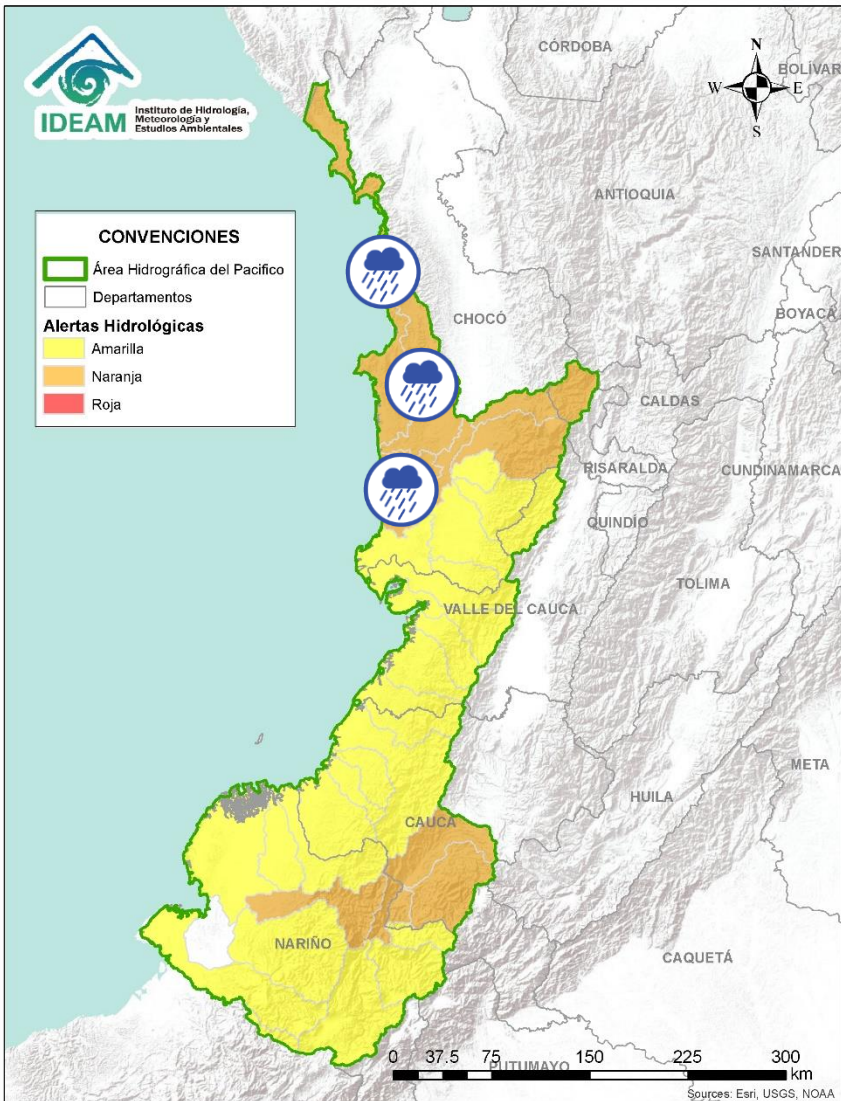 IDEAM
Instituto de Hidrología,
Meteorología y
Estudios Ambientales
CÓRDOBA
N
BOLÍVAR
W
E
S
ANTIOQUIA
CONVENCIONES
Área Hidrográfica del Pacifico
Departamentos
Alertas Hidrológicas
Amarilla
Naranja
Roja
SANTANDER
BOYACÁ
CHOCÓ
CALDAS
RISARALDA
CUNDINAMARCA
QUINDÍO
TOLIMA
VALLE DEL CAUCA
META
HUILA
CAUCA
NARIÑO
CAQUETÁ
PUTUMAYO
0 37.5 75 150 225 300
km
Sources: Esri, USGS, NOAA